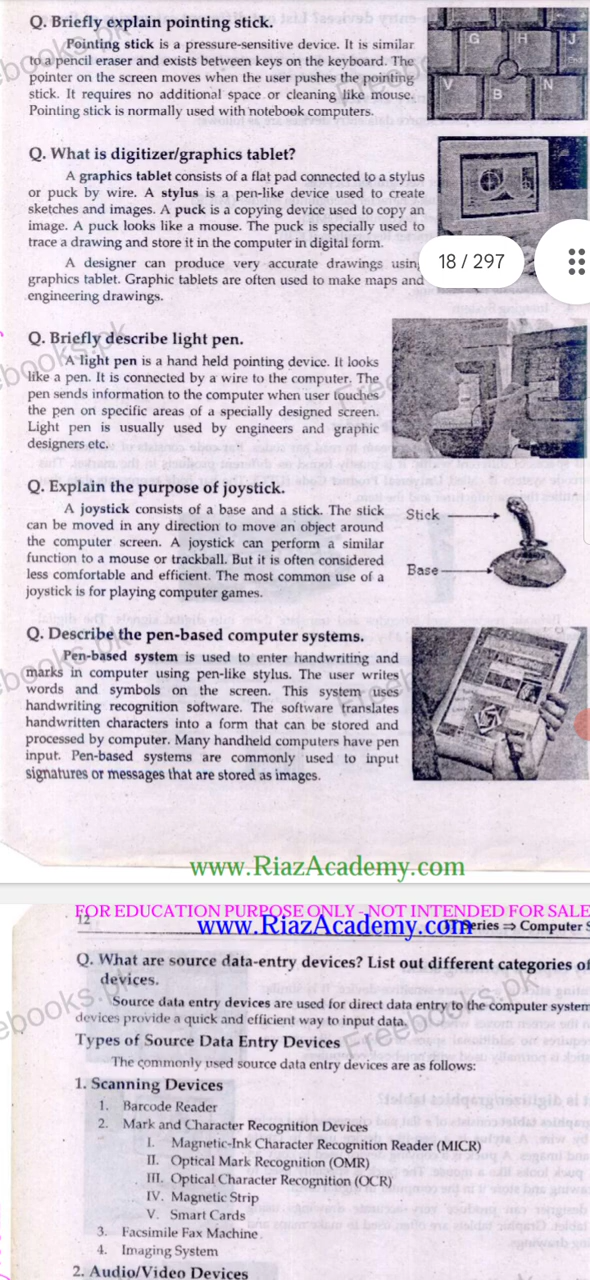 Q. Briefly explain pointing stick.
Pointing stick is a pressure-sensitive device. It is similar
to a pencil eraser and exists between keys on the keyboard. The
pointer on the screen moves when the user pushes the pointing
stick. It requires no additional space or cleaning like mouse.
Pointing stick is normally used with notebook computers.
G H J
V B N
Q. What is digitizer/graphics tablet?
A graphics tablet consists of a flat pad connected to a stylus
or puck by wire. A stylus is a pen-like device used to create
sketches and images. A puck is a copying device used to copy an
image. A puck looks like a mouse. The puck is specially used to
trace a drawing and store it in the computer in digital form.
A designer can produce very accurate drawings using
graphics tablet. Graphic tablets are often used to make maps and
engineering drawings.
18 / 297
Q. Briefly describe light pen.
A light pen is a hand held pointing device. It looks
like a pen. It is connected by a wire to the computer. The
pen sends information to the computer when user touches
the pen on specific areas of a specially designed screen.
Light pen is usually used by engineers and graphic
designers etc.
Q. Explain the purpose of joystick.
A joystick consists of a base and a stick. The stick
can be moved in any direction to move an object around
the computer screen. A joystick can perform a similar
function to a mouse or trackball. But it is often considered
less comfortable and efficient. The most common use of a
joystick is for playing computer games.
Stick
Base
Q. Describe the pen-based computer systems.
Pen-based system is used to enter handwriting and
marks in computer using pen-like stylus. The user writes
words and symbols on the screen. This system uses
handwriting recognition software. The software translates
handwritten characters into a form that can be stored and
processed by computer. Many handheld computers have pen
input. Pen-based systems are commonly used to input
signatures or messages that are stored as images.
www.RiazAcademy.com
FOR EDUCATION PURPOSE ONLY - NOT INTENDED FOR SALE
12 www.RiazAcademy.com Series ⇒ Computer S
Q. What are source data-entry devices? List out different categories of
devices.
Source data entry devices are used for direct data entry to the computer system
devices provide a quick and efficient way to input data.
Freebooks.pk
Types of Source Data Entry Devices
The commonly used source data entry devices are as follows:
1. Scanning Devices
1. Barcode Reader
2. Mark and Character Recognition Devices
I. Magnetic-Ink Character Recognition Reader (MICR)
II. Optical Mark Recognition (OMR)
III. Optical Character Recognition (OCR)
IV. Magnetic Strip
V. Smart Cards
3. Facsimile Fax Machine
4. Imaging System
2. Audio/Video Devices